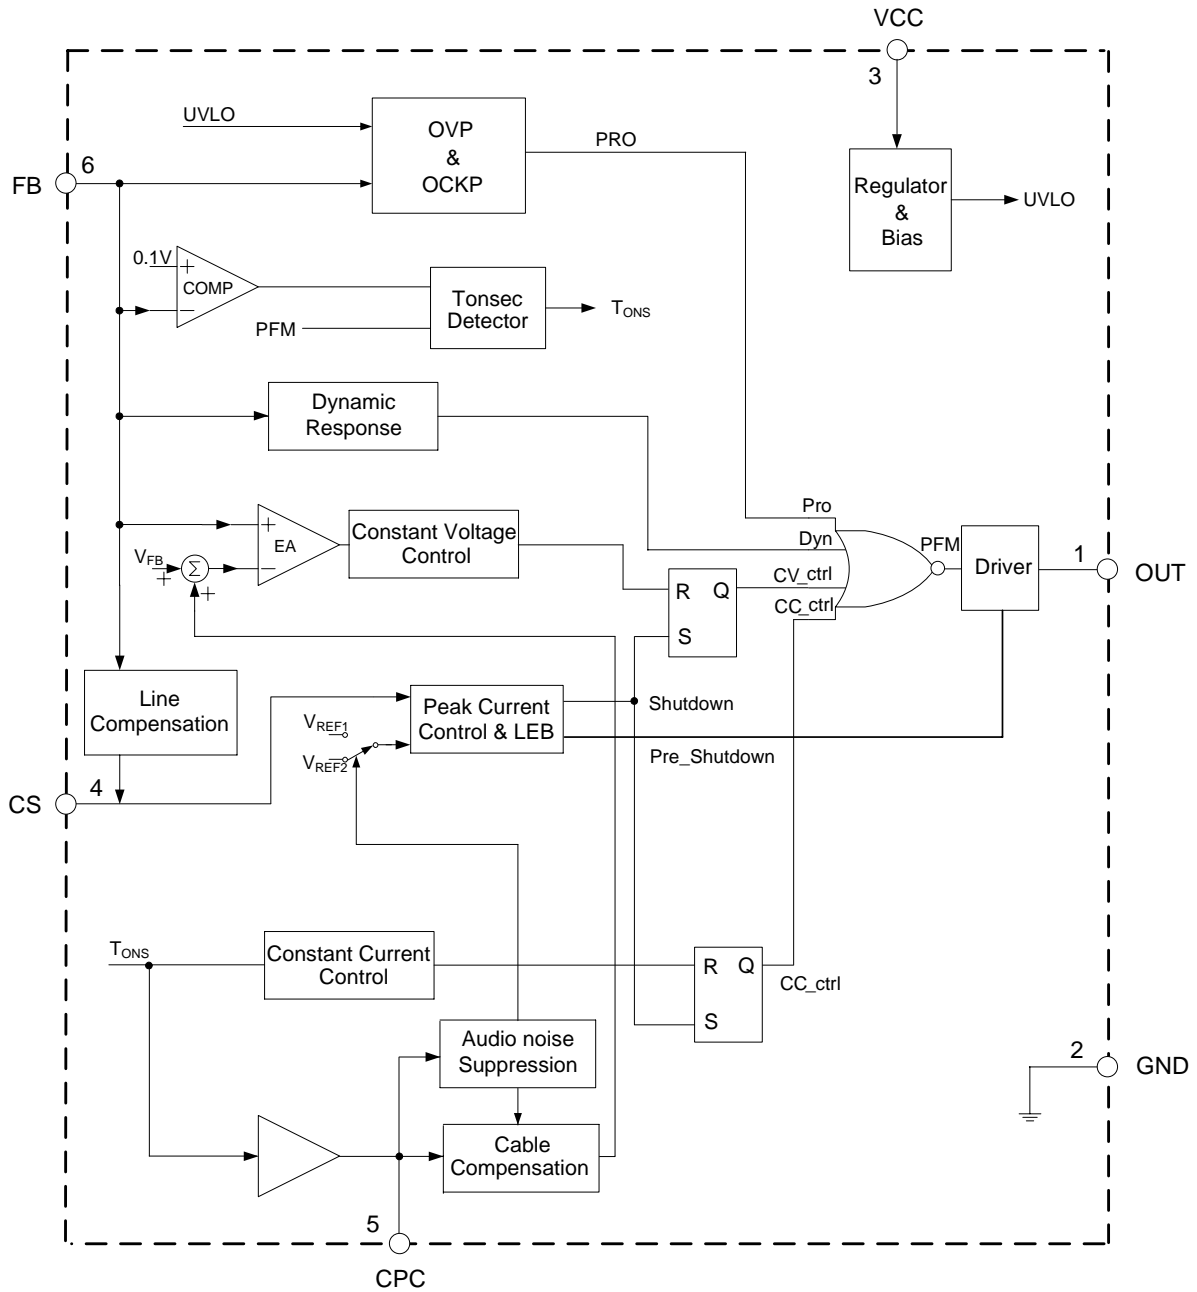 VCC
3
UVLO
OVP
&
OCKP
PRO
6
FB
Regulator
&
Bias
UVLO
0.1V
+
COMP
−
Tonsec
Detector
TONS
PFM
Dynamic
Response
Pro
+
EA
−
Constant Voltage
Control
Dyn
PFM
Driver
1
OUT
VFB
+
Σ
+
R Q
S
CV_ctrl
CC_ctrl
Line
Compensation
Peak Current
Control & LEB
Shutdown
VREF1
VREF2
Pre_Shutdown
4
CS
TONS
Constant Current
Control
R Q
S
CC_ctrl
Audio noise
Suppression
2
GND
Cable
Compensation
5
CPC